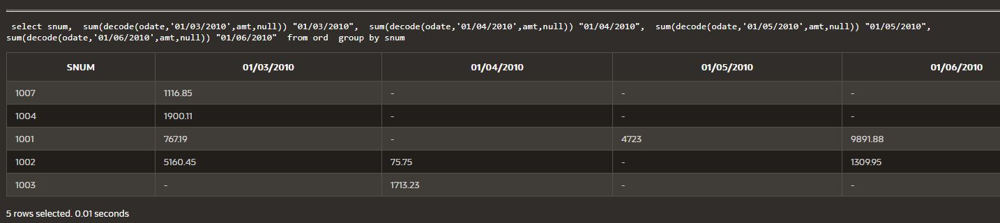 select snum,  sum(decode(odate,'01/03/2010',amt,null)) "01/03/2010",  sum(decode(odate,'01/04/2010',amt,null)) "01/04/2010",  sum(decode(odate,'01/05/2010',amt,null)) "01/05/2010",
sum(decode(odate,'01/06/2010',amt,null)) "01/06/2010"  from ord  group by snum
SNUM 01/03/2010 01/04/2010 01/05/2010 01/06/2010
1007 1116.85 - - -
1004 1900.11 - - -
1001 767.19 - 4723 9891.88
1002 5160.45 75.75 - 1309.95
1003 - 1713.23 - -
5 rows selected. 0.01 seconds